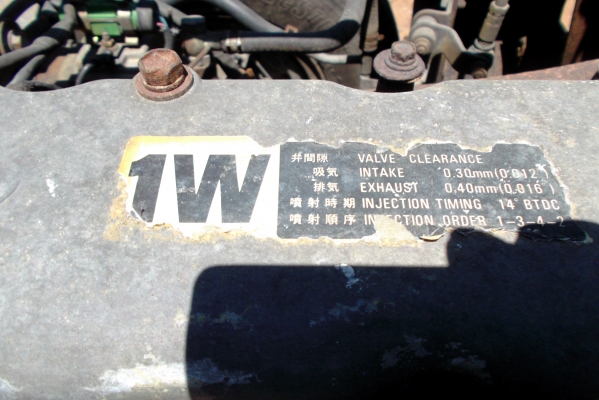 1W
弁間隙 VALVE CLEARANCE
吸気 INTAKE 0.30mm(0.012")
排気 EXHAUST 0.40mm(0.016")
噴射時期 INJECTION TIMING 14° BTDC
噴射順序 INJECTION ORDER 1-3-4-2